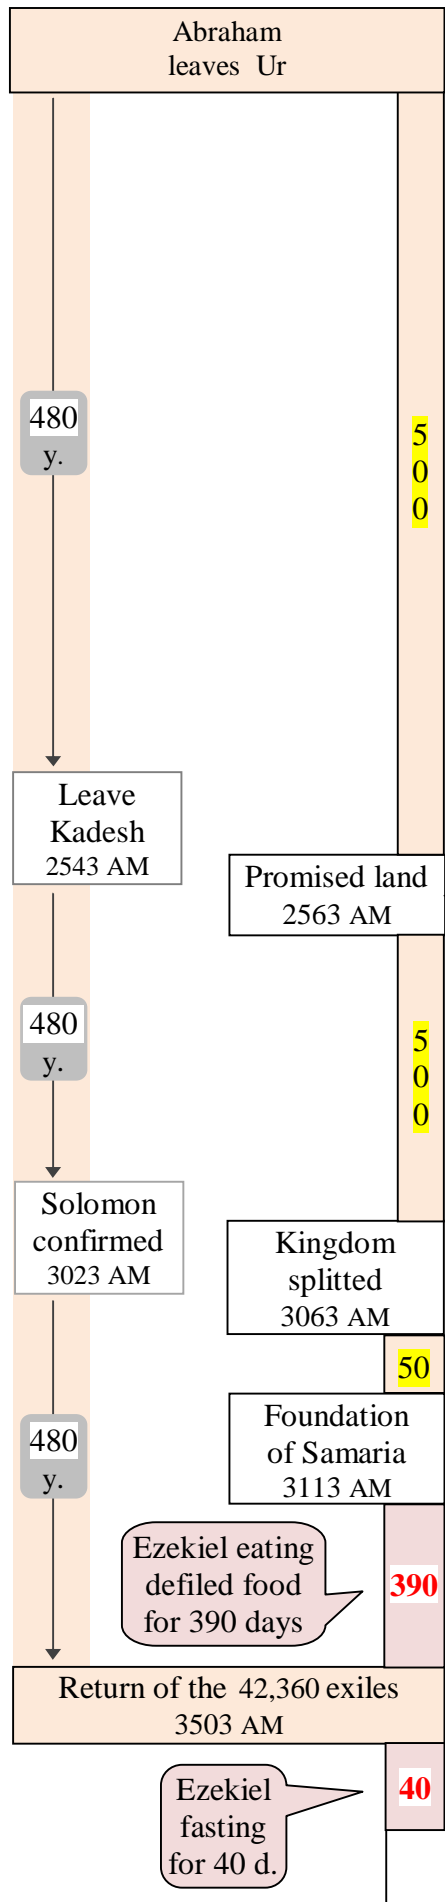 Abraham
leaves Ur
480
y.
5
0
0
Leave
Kadesh
2543 AM
Promised land
2563 AM
480
y.
5
0
0
Solomon
confirmed
3023 AM
Kingdom
splitted
3063 AM
50
Foundation
of Samaria
3113 AM
480
y.
Ezekiel eating
defiled food
for 390 days
390
Return of the 42,360 exiles
3503 AM
Ezekiel
fasting
for 40 d.
40